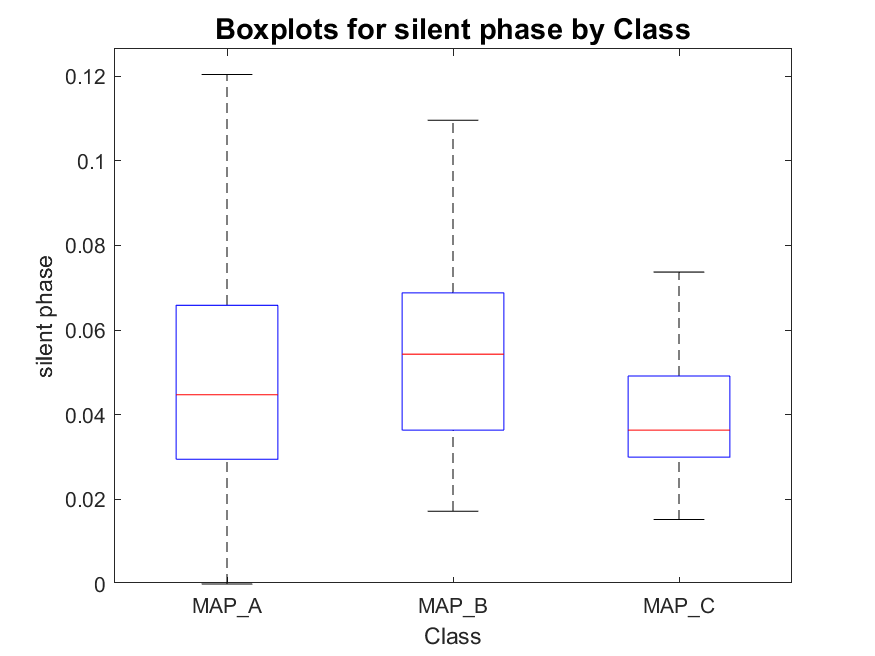 Boxplots for silent phase by Class
0.12
0.1
0.08
0.06
0.04
0.02
0
silent phase
MAP_A MAP_B MAP_C
Class